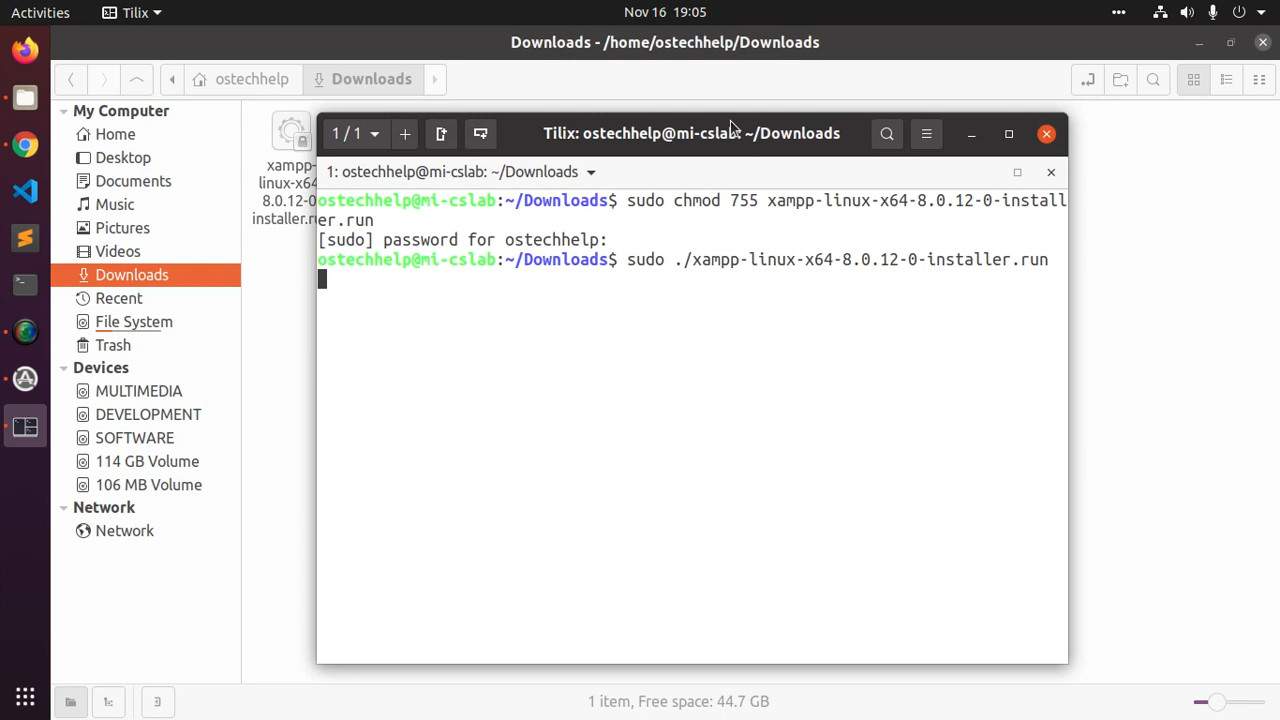 Activities
Tilix
Nov 16 19:05
Downloads - /home/ostechhelp/Downloads
ostechhelp
Downloads
My Computer
Home
Desktop
Documents
Music
Pictures
Videos
Downloads
Recent
File System
Trash
Devices
MULTIMEDIA
DEVELOPMENT
SOFTWARE
114 GB Volume
106 MB Volume
Network
Network
xampp-
linux-x64
8.0.12-0
installer.ru
1 / 1
Tilix: ostechhelp@mi-cslab: ~/Downloads
1: ostechhelp@mi-cslab: ~/Downloads
ostechhelp@mi-cslab:~/Downloads$ sudo chmod 755 xampp-linux-x64-8.0.12-0-install
er.run
[sudo] password for ostechhelp:
ostechhelp@mi-cslab:~/Downloads$ sudo ./xampp-linux-x64-8.0.12-0-installer.run
1 item, Free space: 44.7 GB